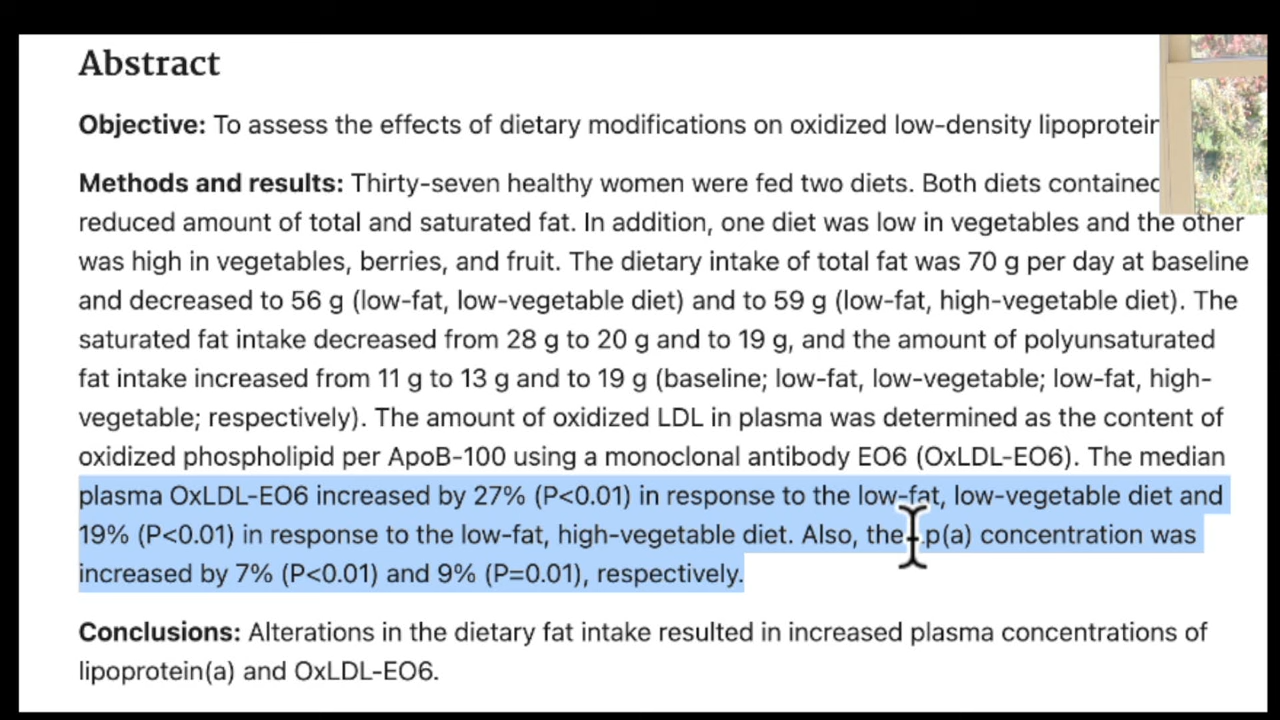 Abstract
Objective: To assess the effects of dietary modifications on oxidized low-density
Methods and results: Thirty-seven healthy women were fed two diets. Both diets
reduced amount of total and saturated fat. In addition, one diet was low in vegetables and the other
was high in vegetables, berries, and fruit. The dietary intake of total fat was 70 g per day at baseline
and decreased to 56 g (low-fat, low-vegetable diet) and to 59 g (low-fat, high-vegetable diet). The
saturated fat intake decreased from 28 g to 20 g and to 19 g, and the amount of polyunsaturated
fat intake increased from 11 g to 13 g and to 19 g (baseline; low-fat, low-vegetable; low-fat, high-
vegetable; respectively). The amount of oxidized LDL in plasma was determined as the content of
oxidized phospholipid per ApoB-100 using a monoclonal antibody EO6 (OxLDL-EO6). The median
plasma OxLDL-EO6 increased by 27% (P<0.01) in response to the low-fat, low-vegetable diet and
19% (P<0.01) in response to the low-fat, high-vegetable diet. Also, the concentration was
increased by 7% (P<0.01) and 9% (P=0.01), respectively.
Conclusions: Alterations in the dietary fat intake resulted in increased plasma concentrations of
lipoprotein(a) and OxLDL-EO6.